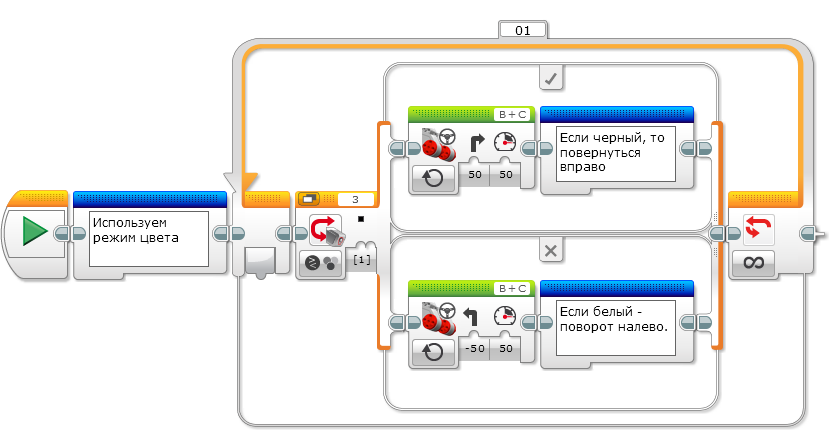 01
Используем
режим цвета
3
[1]
B+C
50 50
Если черный, то
повернуться
вправо
B+C
-50 50
Если белый -
поворот налево.